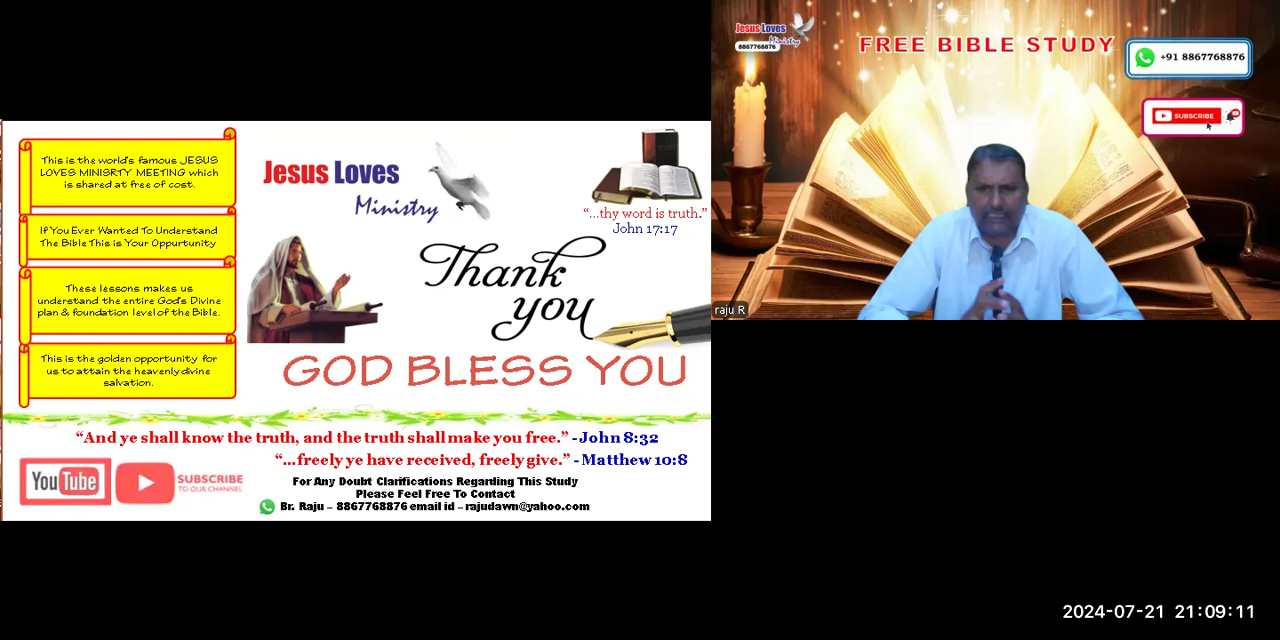 This is the world's famous JESUS
LOVES MINISRTY MEETING which
is shared at free of cost.
If You Ever Wanted To Understand
The Bible This is Your Oppurtunity
These lessons makes us
understand the entire God's Divine
plan & foundation level of the Bible.
This is the golden opportunity for
us to attain the heavenly divine
salvation.
Jesus Loves
Ministry
"...thy word is truth."
John 17:17
Thank
you
GOD BLESS YOU
"And ye shall know the truth, and the truth shall make you free." - John 8:32
"...freely ye have received, freely give." - Matthew 10:8
YouTube
SUBSCRIBE
TO OUR CHANNEL
For Any Doubt Clarifications Regarding This Study
Please Feel Free To Contact
Br. Raju – 8867768876 email id – rajudawn@yahoo.com
Jesus Loves
Ministry
8867768876
FREE BIBLE STUDY
+91 8867768876
SUBSCRIBE
raju R
2024-07-21 21:09:11